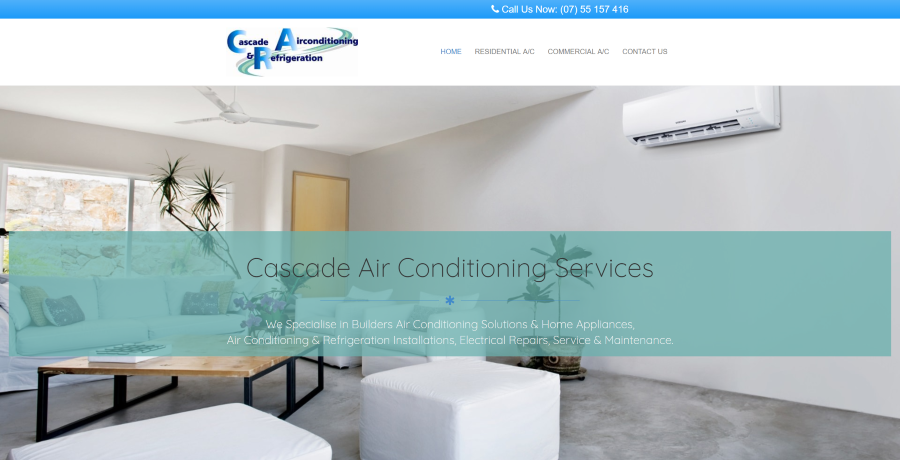 Call Us Now: (07) 55 157 416
Cascade Airconditioning
& Refrigeration
HOME RESIDENTIAL A/C COMMERCIAL A/C CONTACT US
SAMSUNG
Cascade Air Conditioning Services
We Specialise in Builders Air Conditioning Solutions & Home Appliances,
Air Conditioning & Refrigeration Installations, Electrical Repairs, Service & Maintenance.